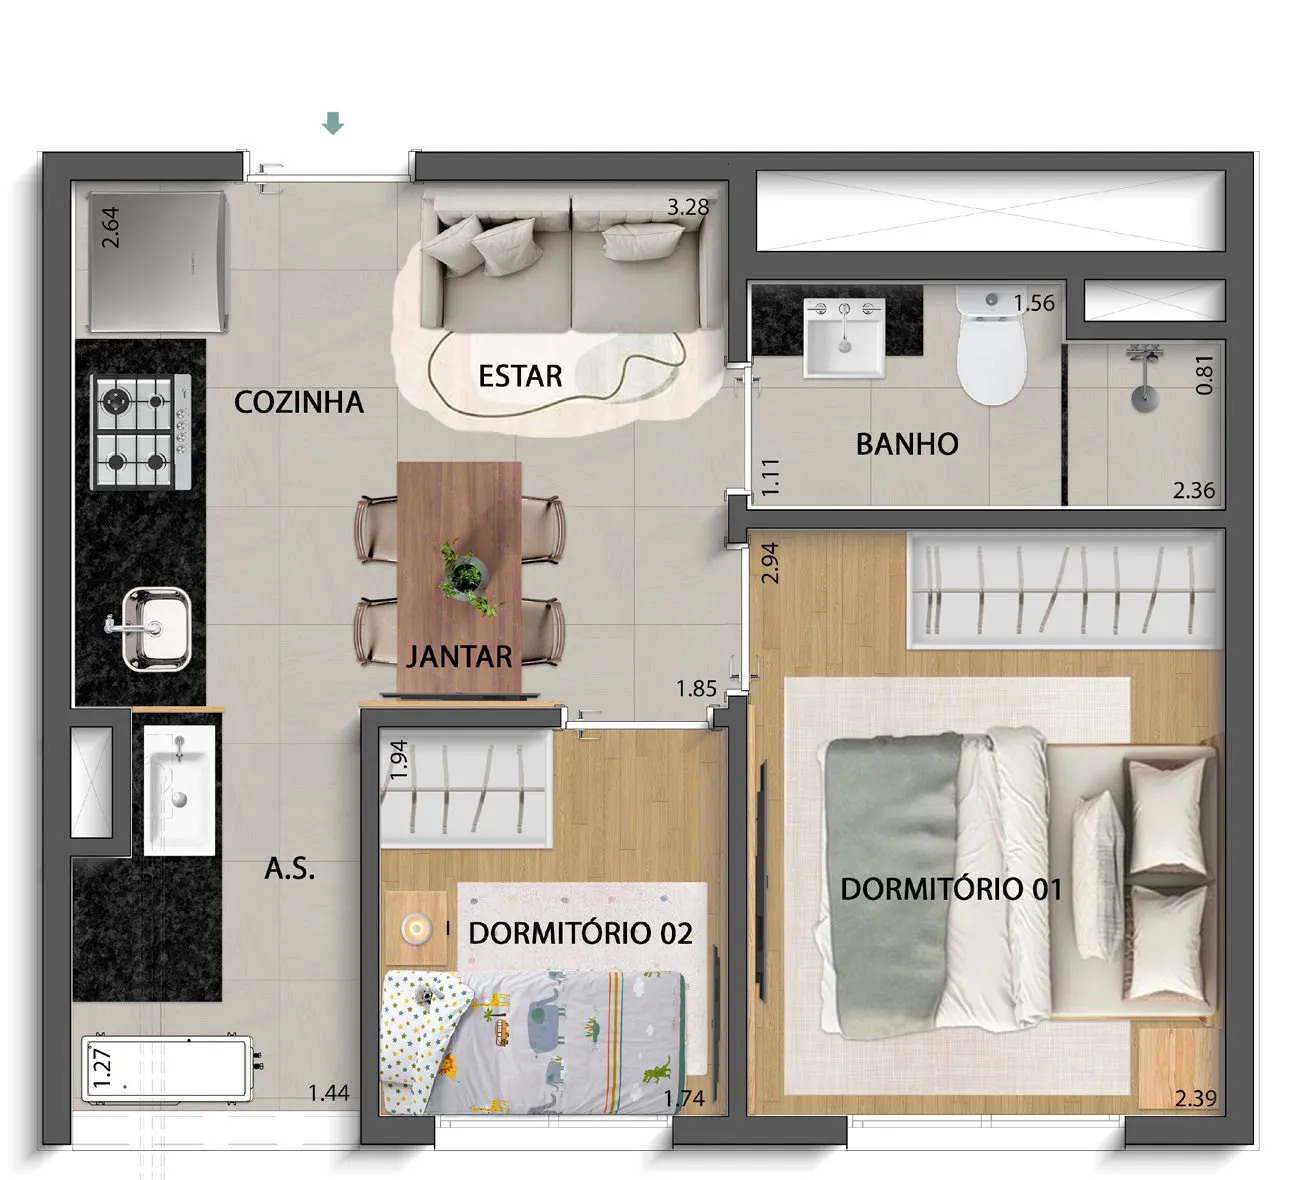 2.64
3.28
ESTAR
COZINHA
1.56
0.81
BANHO
1.11
2.36
JANTAR
1.85
2.94
1.94
A.S.
DORMITÓRIO 02
DORMITÓRIO 01
1.27
1.44
1.74
2.39